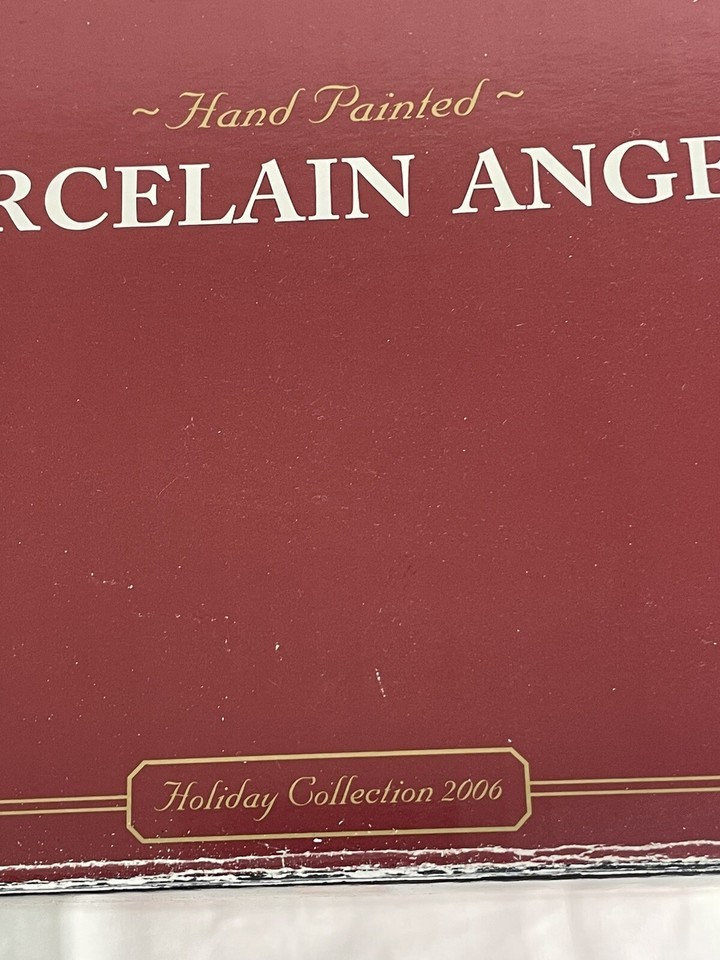 ~ Hand Painted ~
RCELAIN ANGE
Holiday Collection 2006